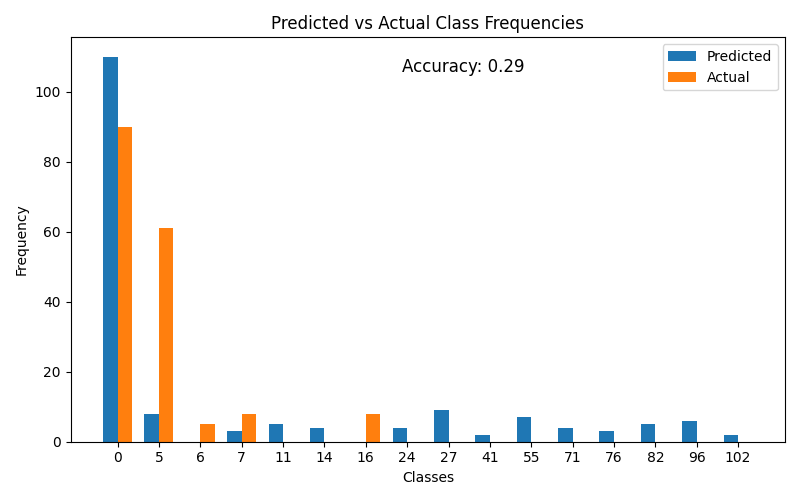 Predicted vs Actual Class Frequencies
Accuracy: 0.29
Predicted
Actual
Frequency
100
80
60
40
20
0
0 5 6 7 11 14 16 24 27 41 55 71 76 82 96 102
Classes